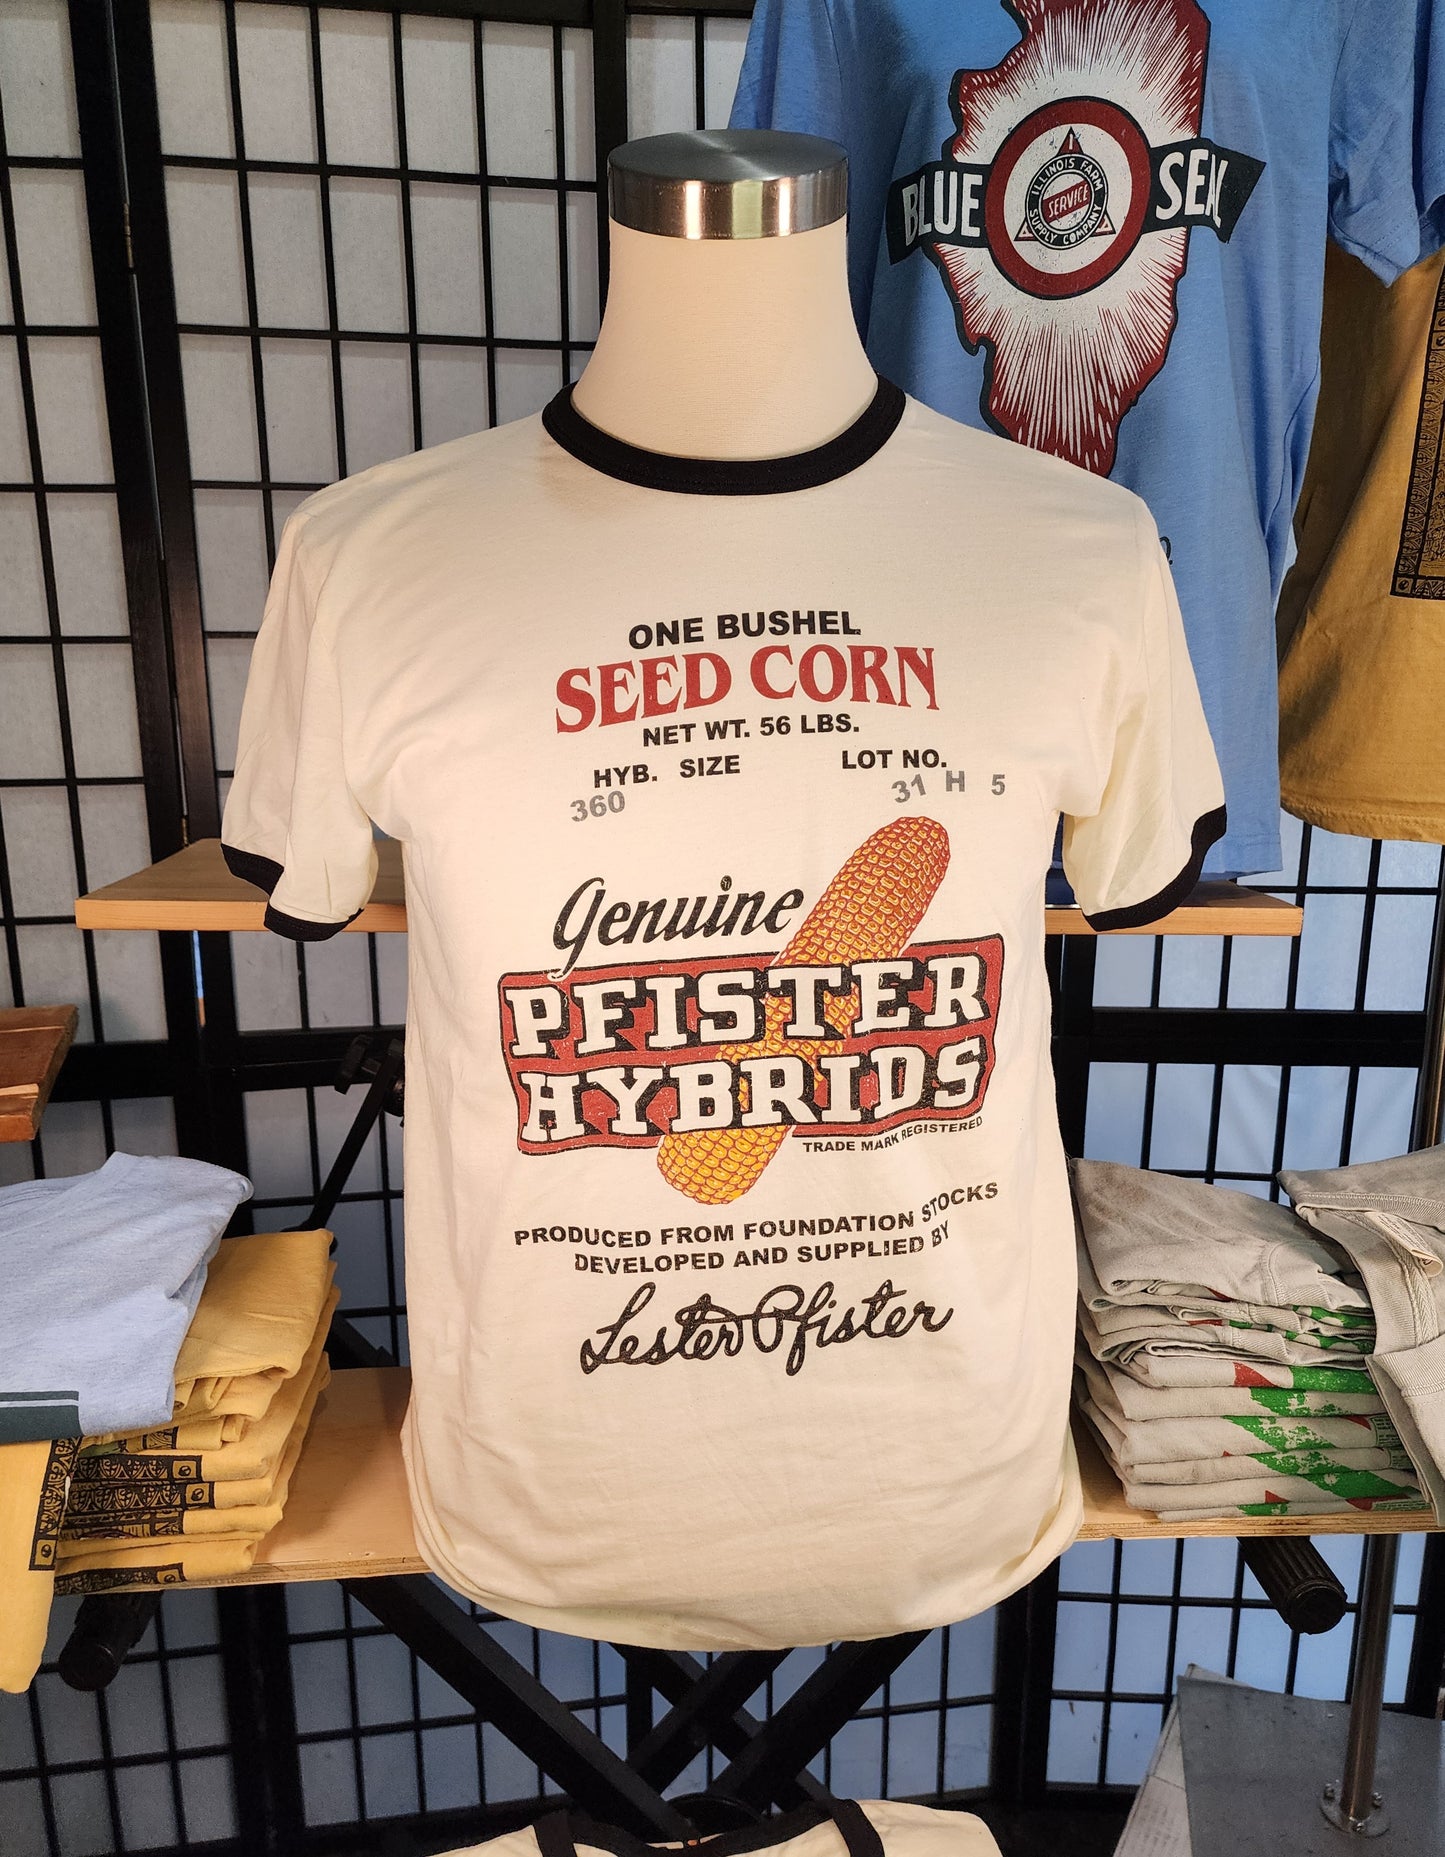 BLUE SEAL
ILLINOIS FARM
SERVICE
SUPPLY COMPANY
ONE BUSHEL
SEED CORN
NET WT. 56 LBS.
HYB. SIZE LOT NO.
360 31 H 5
Genuine
PFISTER
HYBRIDS
TRADE MARK REGISTERED
PRODUCED FROM FOUNDATION STOCKS
DEVELOPED AND SUPPLIED BY
Lester Pfister